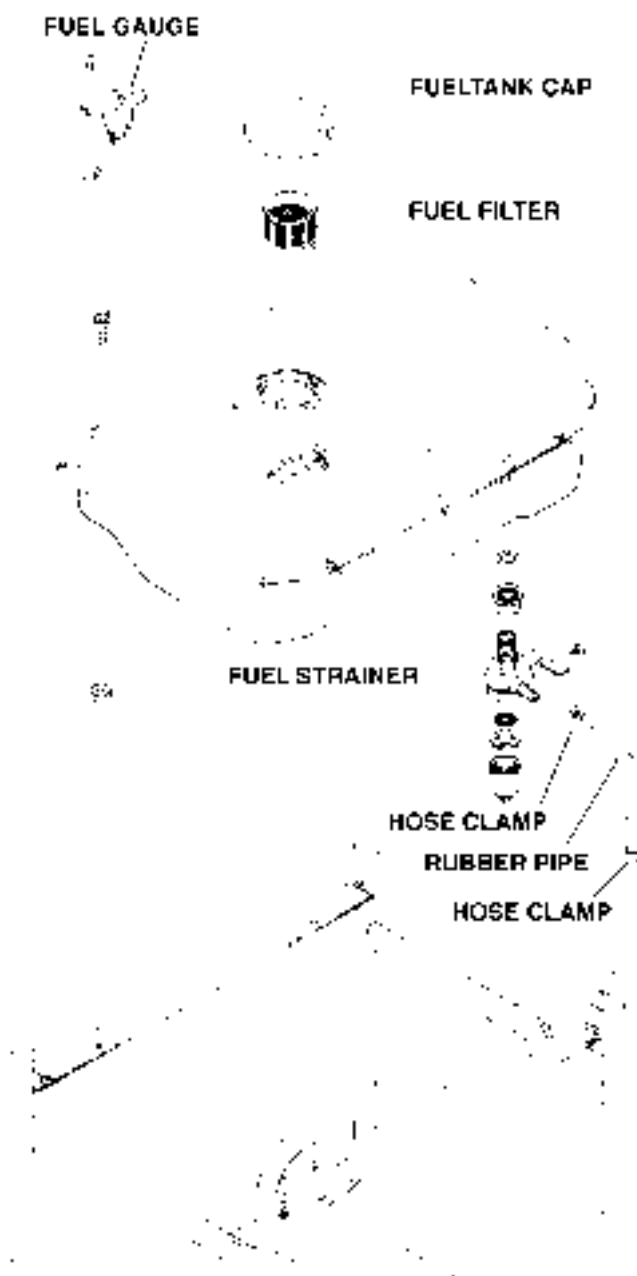 FUEL GAUGE
FUELTANK CAP
FUEL FILTER
FUEL STRAINER
HOSE CLAMP
RUBBER PIPE
HOSE CLAMP